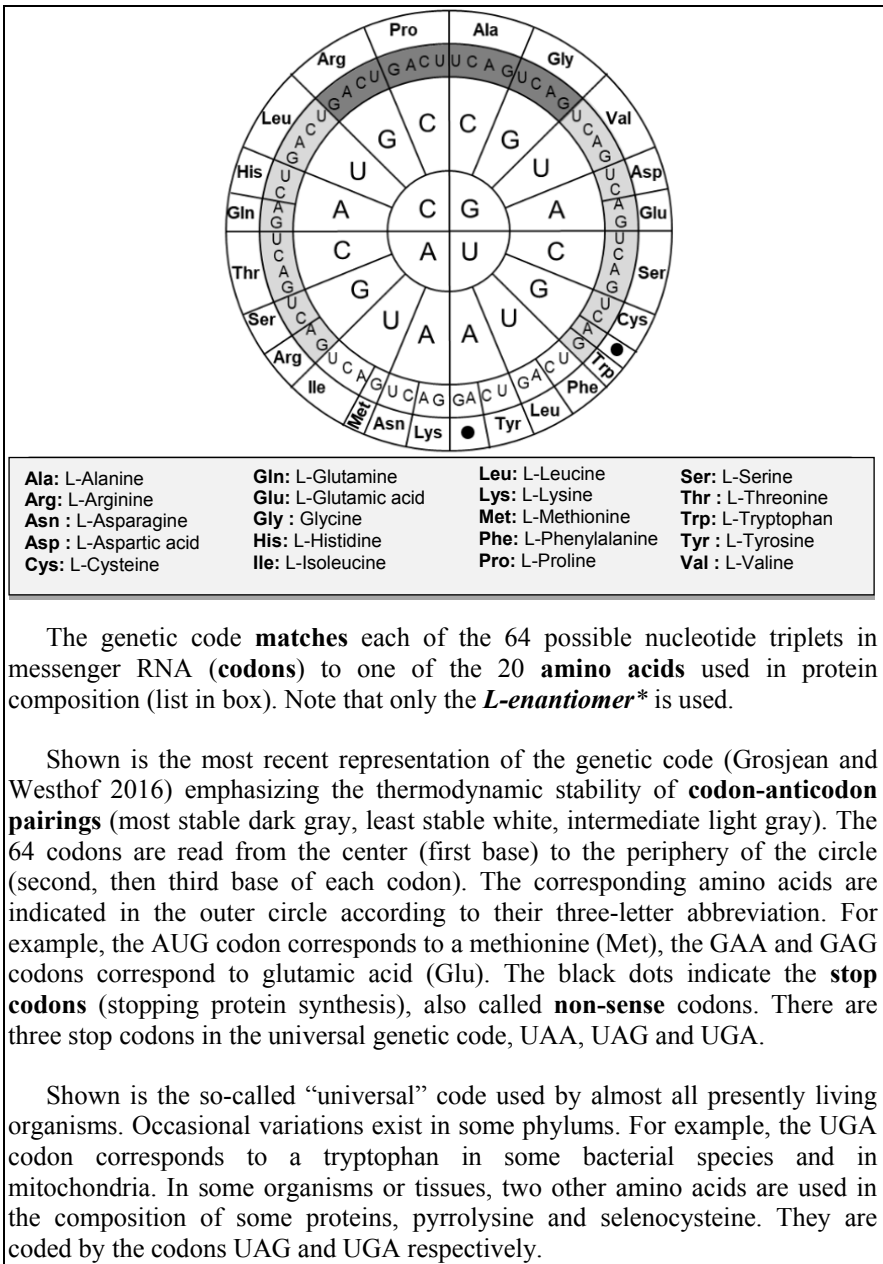 Pro Ala
Arg Gly
G A C U G A C U U C A G U C A G
Leu Val
G A C U U C A G
G C C G
U U
His Asp
U C U C
Gln A C G A Glu
A G A G
C A U C
Thr U C A G U C A G Ser
G G
Ser U C U C Cys
U A A U
Arg A G A G ● Trp
Ile U C A U C Phe
Met G U C A G G A C U G A C U Leu
Asn Lys ● Tyr
Ala: L-Alanine Gln: L-Glutamine Leu: L-Leucine Ser: L-Serine
Arg: L-Arginine Glu: L-Glutamic acid Lys: L-Lysine Thr : L-Threonine
Asn : L-Asparagine Gly : Glycine Met: L-Methionine Trp: L-Tryptophan
Asp : L-Aspartic acid His: L-Histidine Phe: L-Phenylalanine Tyr : L-Tyrosine
Cys: L-Cysteine Ile: L-Isoleucine Pro: L-Proline Val : L-Valine
The genetic code matches each of the 64 possible nucleotide triplets in
messenger RNA (codons) to one of the 20 amino acids used in protein
composition (list in box). Note that only the L-enantiomer* is used.
Shown is the most recent representation of the genetic code (Grosjean and
Westhof 2016) emphasizing the thermodynamic stability of codon-anticodon
pairings (most stable dark gray, least stable white, intermediate light gray). The
64 codons are read from the center (first base) to the periphery of the circle
(second, then third base of each codon). The corresponding amino acids are
indicated in the outer circle according to their three-letter abbreviation. For
example, the AUG codon corresponds to a methionine (Met), the GAA and GAG
codons correspond to glutamic acid (Glu). The black dots indicate the stop
codons (stopping protein synthesis), also called non-sense codons. There are
three stop codons in the universal genetic code, UAA, UAG and UGA.
Shown is the so-called “universal” code used by almost all presently living
organisms. Occasional variations exist in some phylums. For example, the UGA
codon corresponds to a tryptophan in some bacterial species and in
mitochondria. In some organisms or tissues, two other amino acids are used in
the composition of some proteins, pyrrolysine and selenocysteine. They are
coded by the codons UAG and UGA respectively.